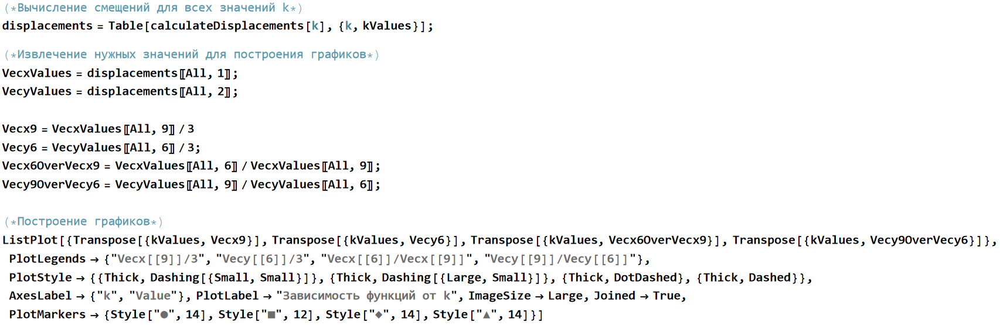 (*Вычисление смещений для всех значений k*)
displacements = Table[calculateDisplacements[k], {k, kValues}];
(*Извлечение нужных значений для построения графиков*)
VecxValues = displacements〚All, 1〛;
VecyValues = displacements〚All, 2〛;
Vecx9 = VecxValues〚All, 9〛 / 3
Vecy6 = VecyValues〚All, 6〛 / 3;
Vecx6OverVecx9 = VecxValues〚All, 6〛 / VecxValues〚All, 9〛;
Vecy9OverVecy6 = VecyValues〚All, 9〛 / VecyValues〚All, 6〛;
(*Построение графиков*)
ListPlot[{Transpose[{kValues, Vecx9}], Transpose[{kValues, Vecy6}], Transpose[{kValues, Vecx6OverVecx9}], Transpose[{kValues, Vecy9OverVecy6}]},
PlotLegends → {"Vecx[[9]]/3", "Vecy[[6]]/3", "Vecx[[6]]/Vecx[[9]]", "Vecy[[9]]/Vecy[[6]]"},
PlotStyle → {{Thick, Dashing[{Small, Small}]}, {Thick, Dashing[{Large, Small}]}, {Thick, DotDashed}, {Thick, Dashed}},
AxesLabel → {"k", "Value"}, PlotLabel → "Зависимость функций от k", ImageSize → Large, Joined → True,
PlotMarkers → {Style["●", 14], Style["■", 12], Style["◆", 14], Style["▲", 14]}]